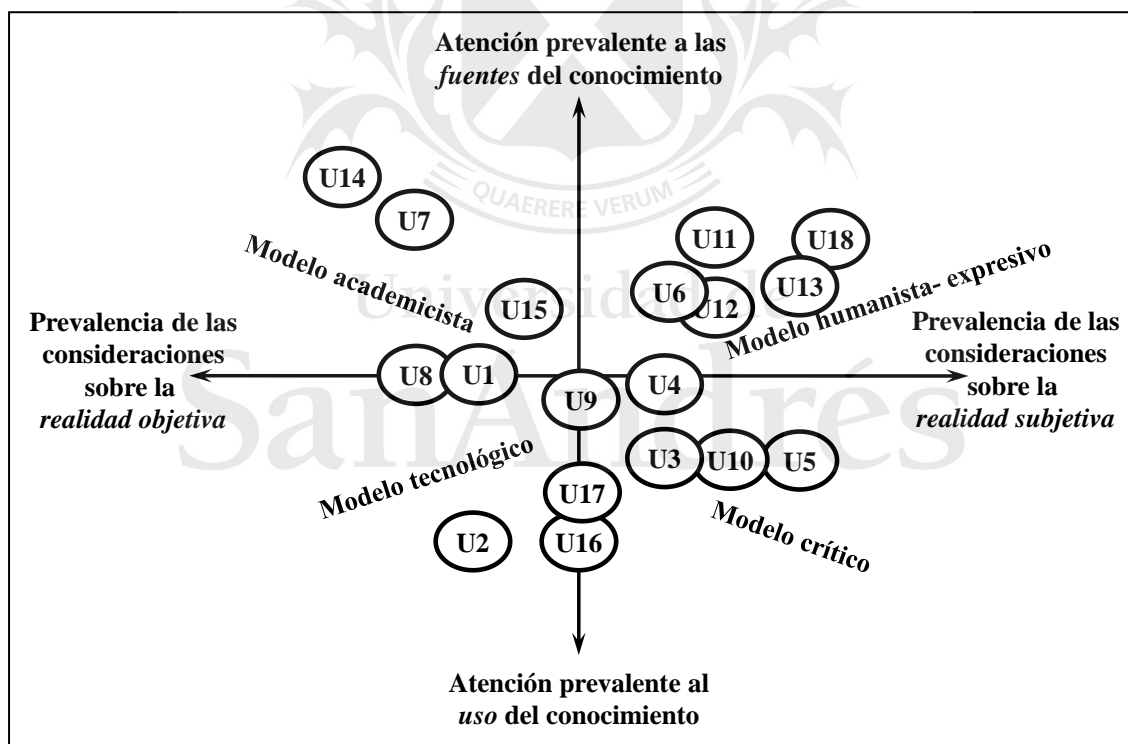 Atención prevalente a las
fuentes del conocimiento
QUAERERE VERUM
U14
U7
U11
U18
Modelo academicista
U6
U13
U12
Modelo humanista- expresivo
U15
Universidad de
Prevalencia de las
consideraciones
sobre la
realidad objetiva
Prevalencia de las
consideraciones
sobre la
realidad subjetiva
U8
U1
U4
U9
SanAndrés
Modelo tecnológico
U3
U10
U5
U17
Modelo crítico
U2
U16
Atención prevalente al
uso del conocimiento